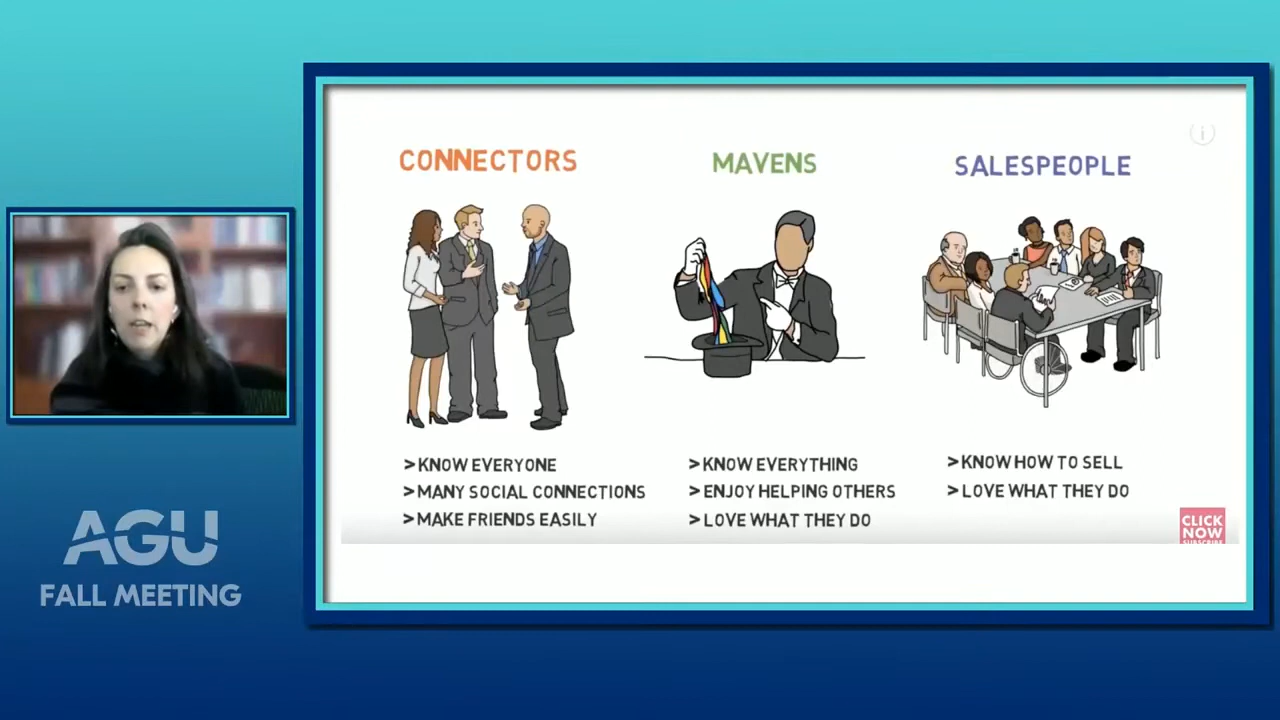 CONNECTORS
MAVENS
SALESPEOPLE
>KNOW EVERYONE
>MANY SOCIAL CONNECTIONS
>MAKE FRIENDS EASILY
>KNOW EVERYTHING
>ENJOY HELPING OTHERS
>LOVE WHAT THEY DO
>KNOW HOW TO SELL
>LOVE WHAT THEY DO
CLICK
NOW
SUBSCRIBE
AGU
FALL MEETING